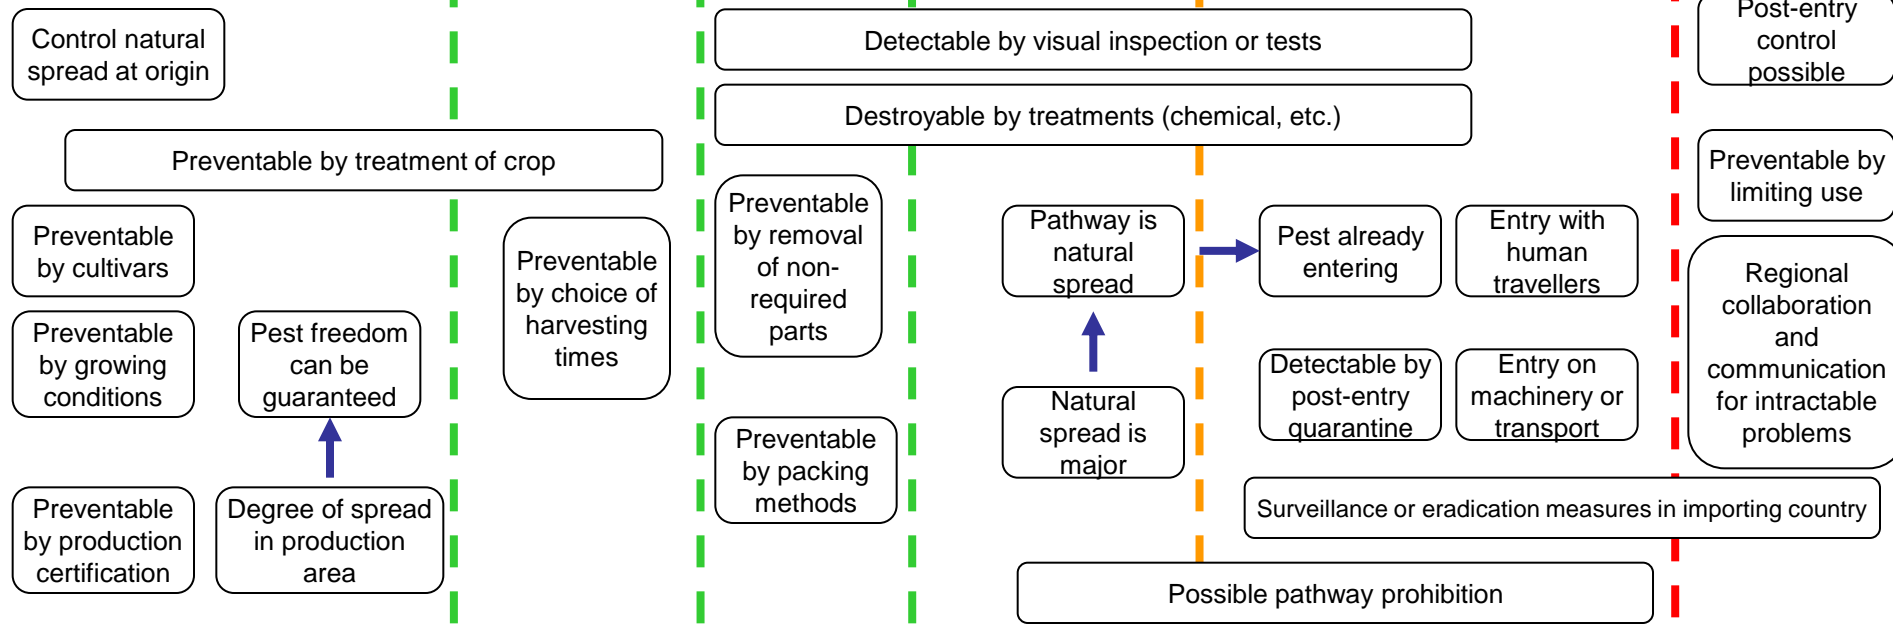 Control natural
spread at origin
Detectable by visual inspection or tests
Post-entry
control
possible
Destroyable by treatments (chemical, etc.)
Preventable by treatment of crop
Preventable by
limiting use
Preventable
by cultivars
Preventable
by choice of
harvesting
times
Preventable
by removal
of non-
required
parts
Pathway is
natural
spread
Pest already
entering
Entry with
human
travellers
Regional
collaboration
and
communication
for intractable
problems
Preventable
by growing
conditions
Pest freedom
can be
guaranteed
Detectable by
post-entry
quarantine
Entry on
machinery or
transport
Natural
spread is
major
Preventable
by packing
methods
Preventable
by production
certification
Degree of spread
in production
area
Surveillance or eradication measures in importing country
Possible pathway prohibition